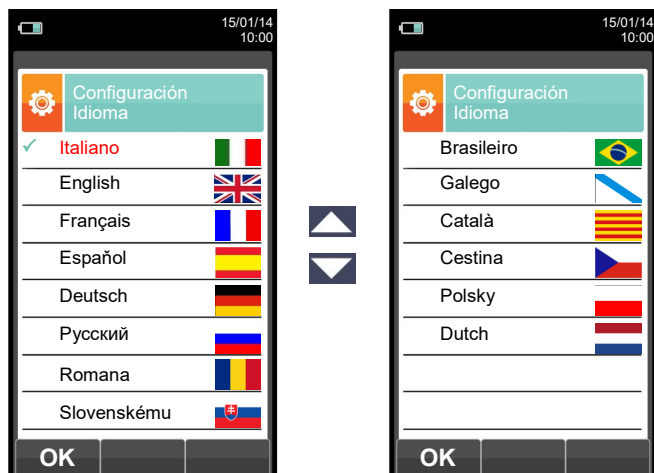 15/01/14
10:00
Configuración
Idioma
Italiano
English
Français
Espaňol
Deutsch
Русский
Romana
Slovenskému
OK
15/01/14
10:00
Configuración
Idioma
Brasileiro
Galego
Català
Cestina
Polsky
Dutch
OK